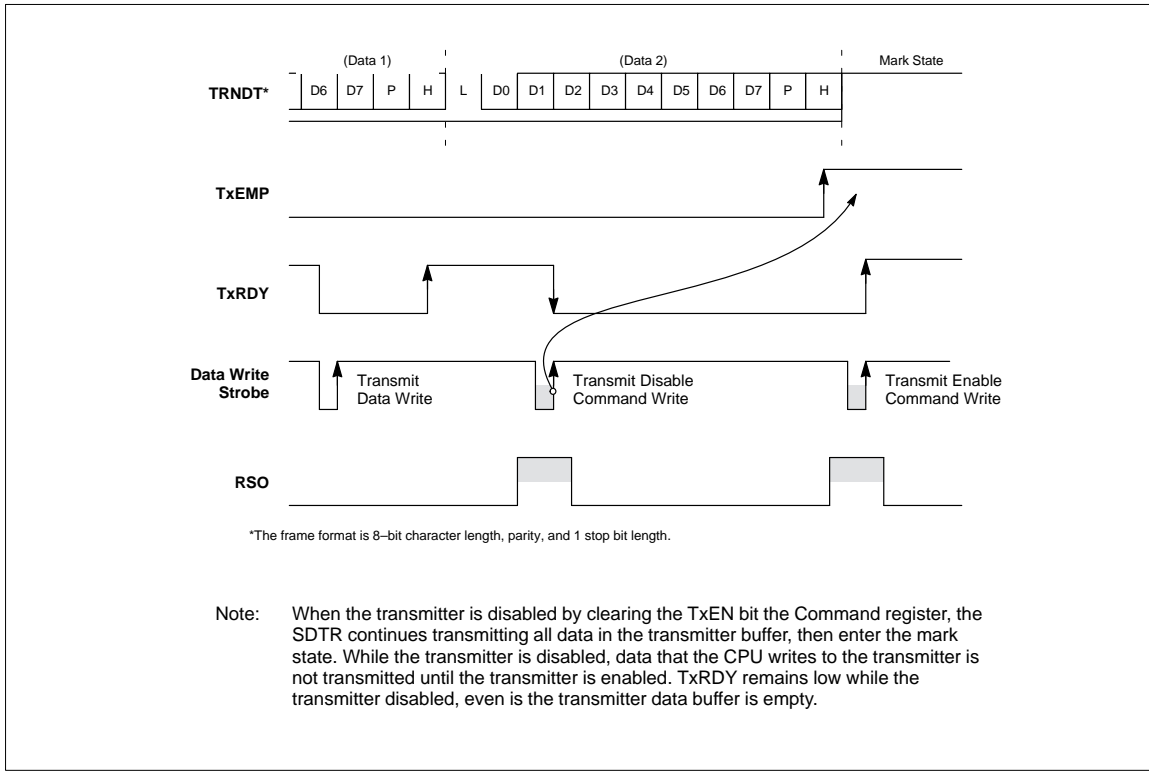 (Data 1) (Data 2) Mark State
TRNDT* D6 D7 P H L D0 D1 D2 D3 D4 D5 D6 D7 P H
TxEMP
TxRDY
Data Write
Strobe
Transmit
Data Write
Transmit Disable
Command Write
Transmit Enable
Command Write
RSO
*The frame format is 8–bit character length, parity, and 1 stop bit length.
Note: When the transmitter is disabled by clearing the TxEN bit the Command register, the
SDTR continues transmitting all data in the transmitter buffer, then enter the mark
state. While the transmitter is disabled, data that the CPU writes to the transmitter is
not transmitted until the transmitter is enabled. TxRDY remains low while the
transmitter disabled, even is the transmitter data buffer is empty.